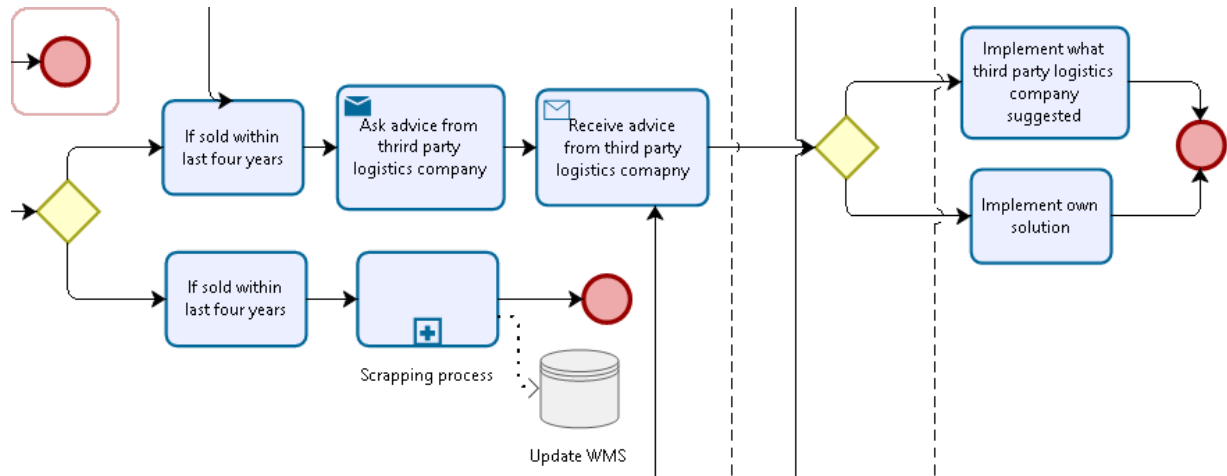 If sold within
last four years
Ask advice from
thrird party
logistics company
Receive advice
from third party
logistics comapny
Implement what
third party logistics
company
suggested
If sold within
last four years
Scrapping process
Update WMS
Implement own
solution